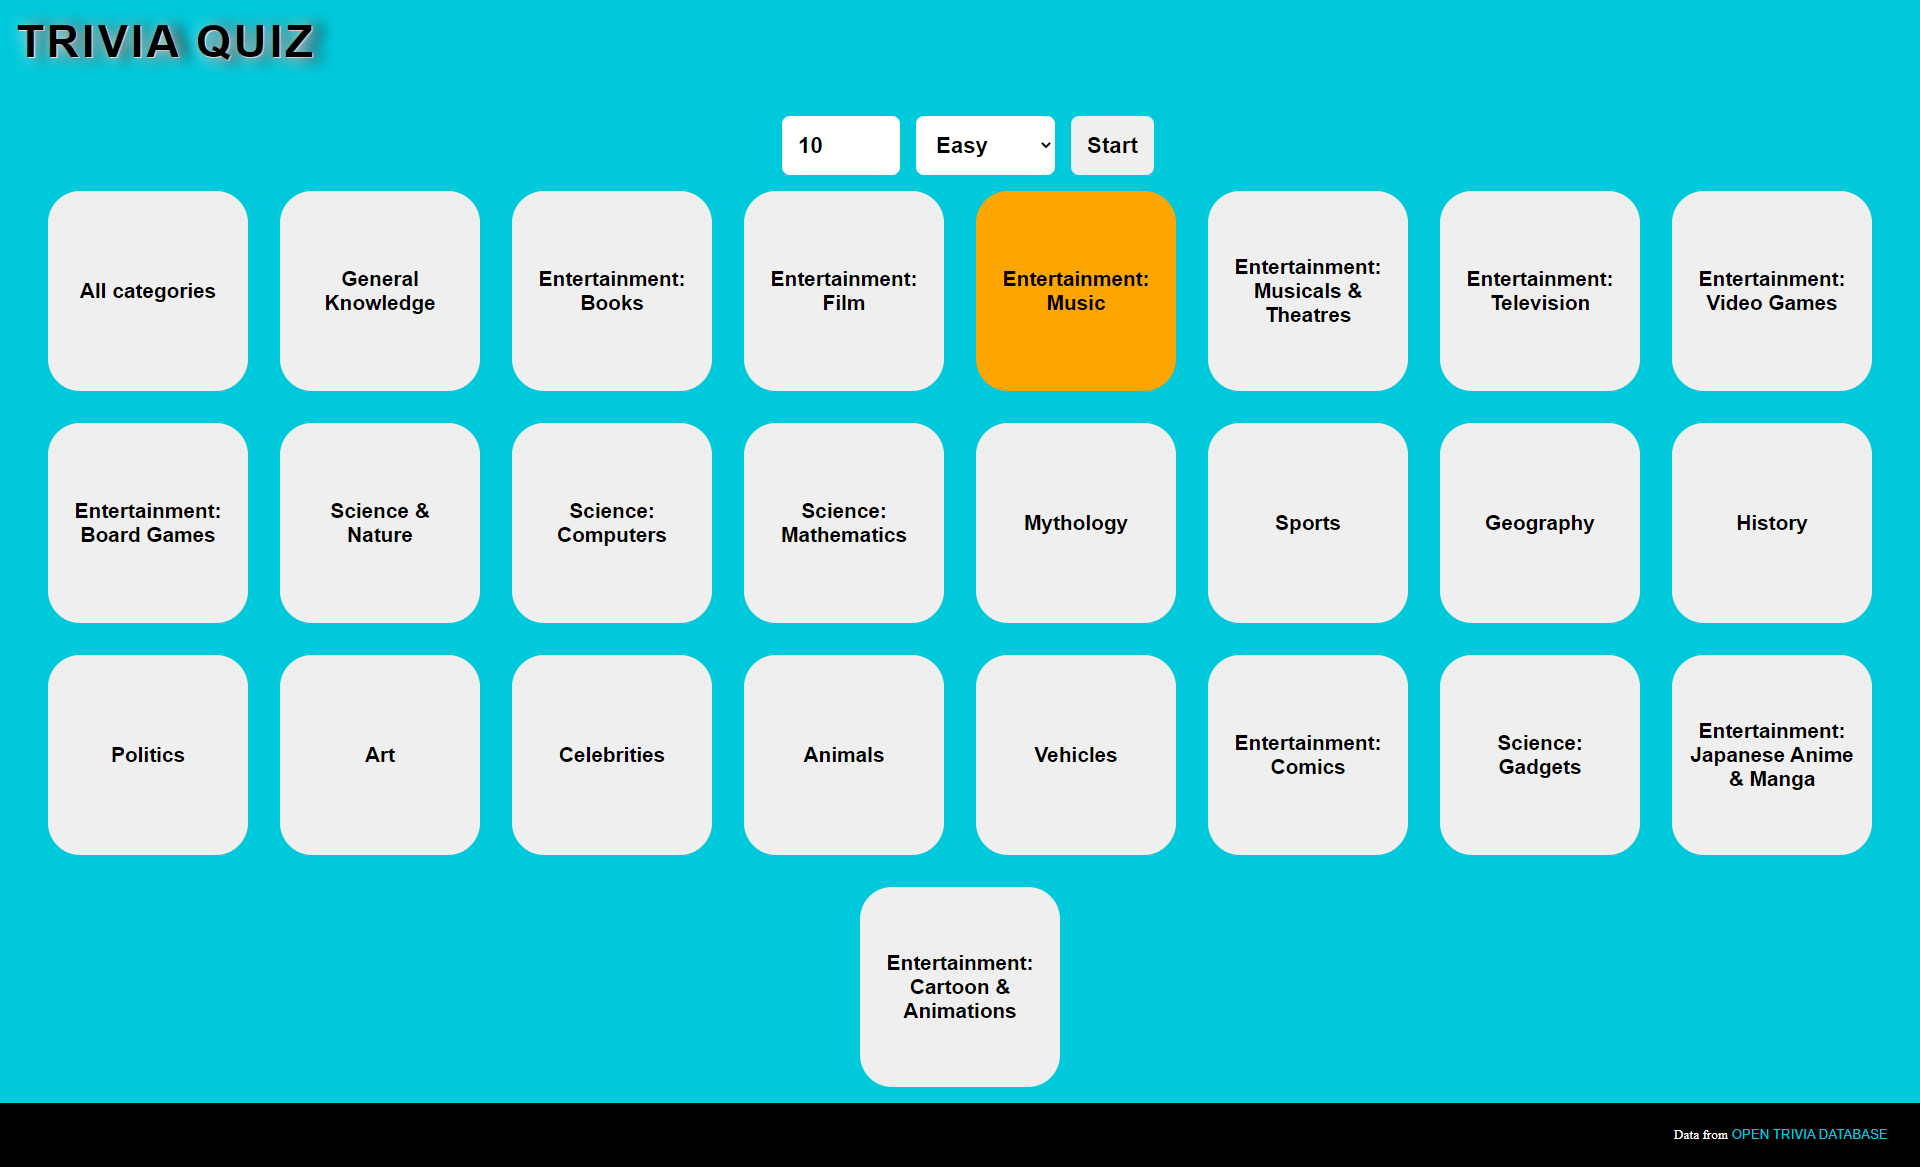 TRIVIA QUIZ
10
Easy
Start
All categories
General
Knowledge
Entertainment:
Books
Entertainment:
Film
Entertainment:
Music
Entertainment:
Musicals &
Theatres
Entertainment:
Television
Entertainment:
Video Games
Entertainment:
Board Games
Science &
Nature
Science:
Computers
Science:
Mathematics
Mythology
Sports
Geography
History
Politics
Art
Celebrities
Animals
Vehicles
Entertainment:
Comics
Science:
Gadgets
Entertainment:
Japanese Anime
& Manga
Entertainment:
Cartoon &
Animations
Data from OPEN TRIVIA DATABASE